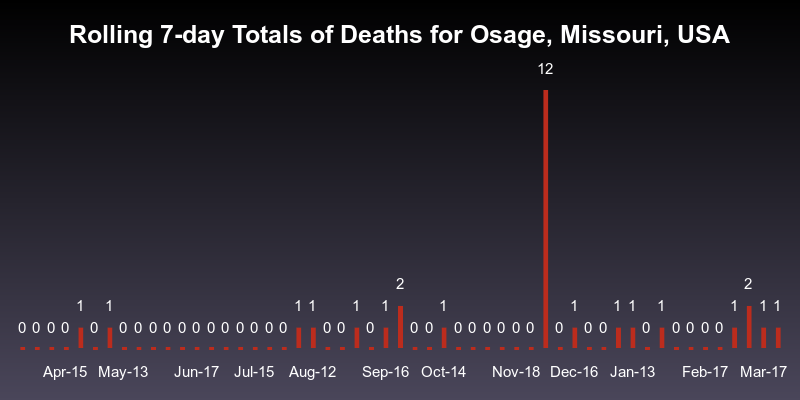 Rolling 7-day Totals of Deaths for Osage, Missouri, USA
12
2 2
1 1 1 1 1 1 1 1 1 1 1 1 1 1
0 0 0 0 0 0 0 0 0 0 0 0 0 0 0 0 0 0 0 0 0 0 0 0 0 0 0 0 0 0 0 0 0 0 0 0
Apr-15 May-13 Jun-17 Jul-15 Aug-12 Sep-16 Oct-14 Nov-18 Dec-16 Jan-13 Feb-17 Mar-17